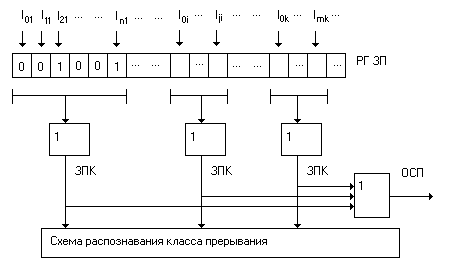 I01 I11 I21 ... ... In1 ... ... I0i ... Iji ... ... I0k ... Imk ...
0 0 1 0 0 1 ... ... ... ... ... ... РГ ЗП
1 1 1
ЗПК ЗПК ЗПК
1 ОСП
Схема распознавания класса прерывания